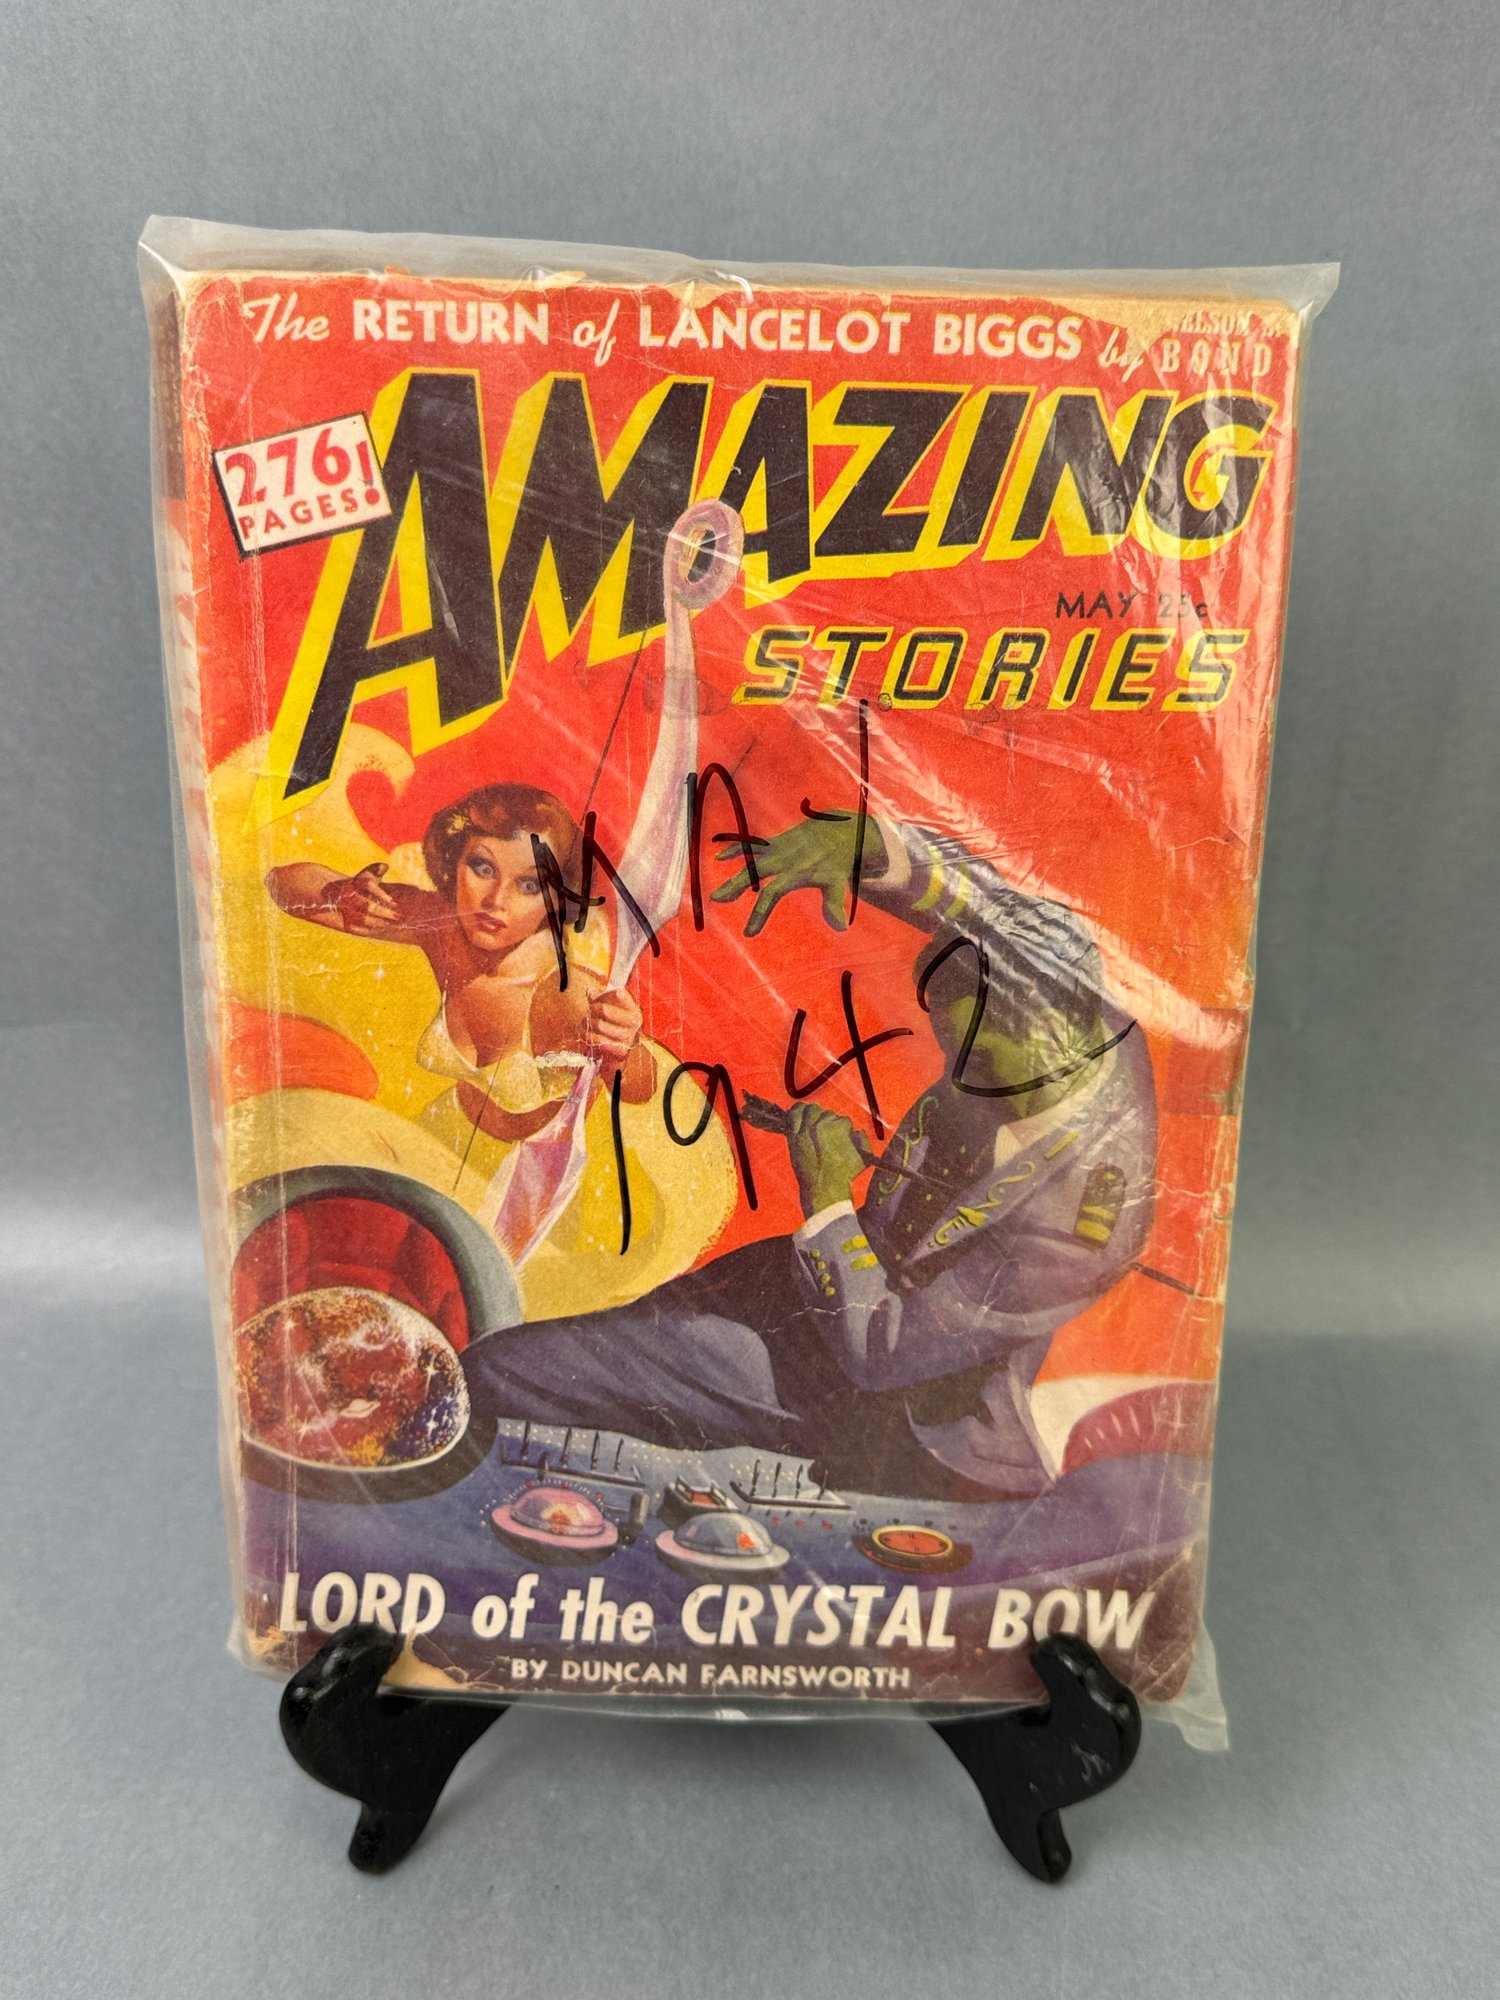 The RETURN of LANCELOT BIGGS by
BOND
276!
PAGES!
AMAZING
MAY 25c
STORIES
MAY
1942
LORD of the CRYSTAL BOW
BY DUNCAN FARNSWORTH